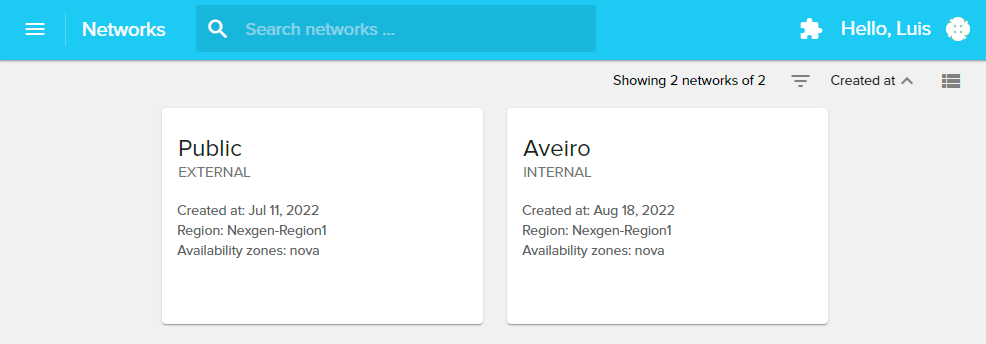 Networks
Search networks ...
Hello, Luis
Showing 2 networks of 2
Created at
Public
EXTERNAL
Created at: Jul 11, 2022
Region: Nexgen-Region1
Availability zones: nova
Aveiro
INTERNAL
Created at: Aug 18, 2022
Region: Nexgen-Region1
Availability zones: nova